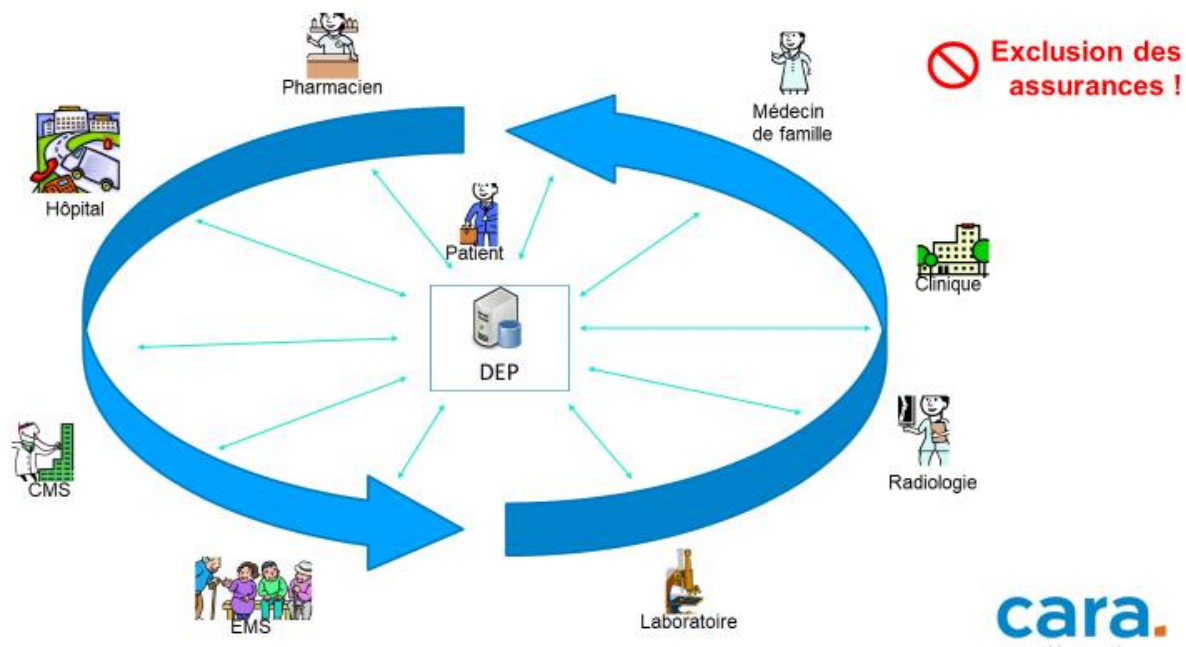 Pharmacien
Médecin
de famille
Exclusion des
assurances !
Hôpital
Patient
Clinique
DEP
CMS
Radiologie
EMS
Laboratoire
cara.